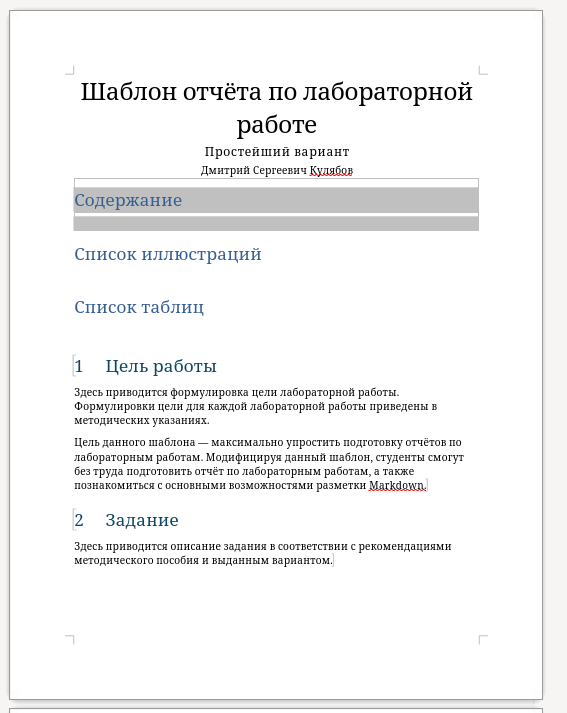 Шаблон отчёта по лабораторной
работе
Простейший вариант
Дмитрий Сергеевич Кулябов
Содержание
Список иллюстраций
Список таблиц
1 Цель работы
Здесь приводится формулировка цели лабораторной работы.
Формулировки цели для каждой лабораторной работы приведены в
методических указаниях.
Цель данного шаблона — максимально упростить подготовку отчётов по
лабораторным работам. Модифицируя данный шаблон, студенты смогут
без труда подготовить отчёт по лабораторным работам, а также
познакомиться с основными возможностями разметки Markdown.
2 Задание
Здесь приводится описание задания в соответствии с рекомендациями
методического пособия и выданным вариантом.